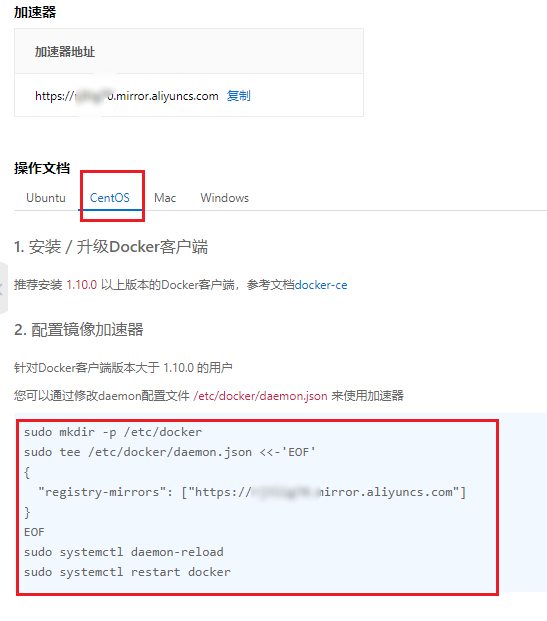 加速器
加速器地址
https:// 0.mirror.aliyuncs.com 复制
操作文档
Ubuntu CentOS Mac Windows
1. 安装 / 升级Docker客户端
推荐安装 1.10.0 以上版本的Docker客户端，参考文档docker-ce
2. 配置镜像加速器
针对Docker客户端版本大于 1.10.0 的用户
您可以通过修改daemon配置文件 /etc/docker/daemon.json 来使用加速器
sudo mkdir -p /etc/docker
sudo tee /etc/docker/daemon.json <<-'EOF'
{
"registry-mirrors": ["https:// mirror.aliyuncs.com"]
}
EOF
sudo systemctl daemon-reload
sudo systemctl restart docker